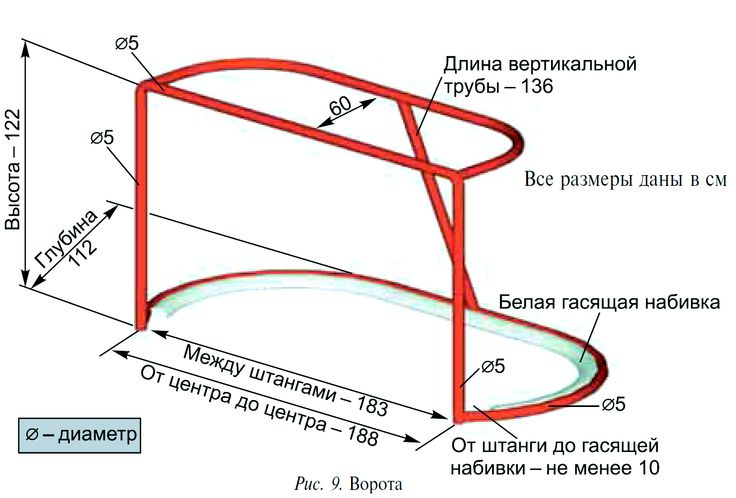 ⌀5
Длина вертикальной
трубы – 136
⌀5
60
⌀5
Высота – 122
Все размеры даны в см
Глубина
112
Белая гасящая набивка
Между штангами – 183
От центра до центра – 188
⌀5
⌀5
⌀ – диаметр
От штанги до гасящей
набивки – не менее 10
Рис. 9. Ворота